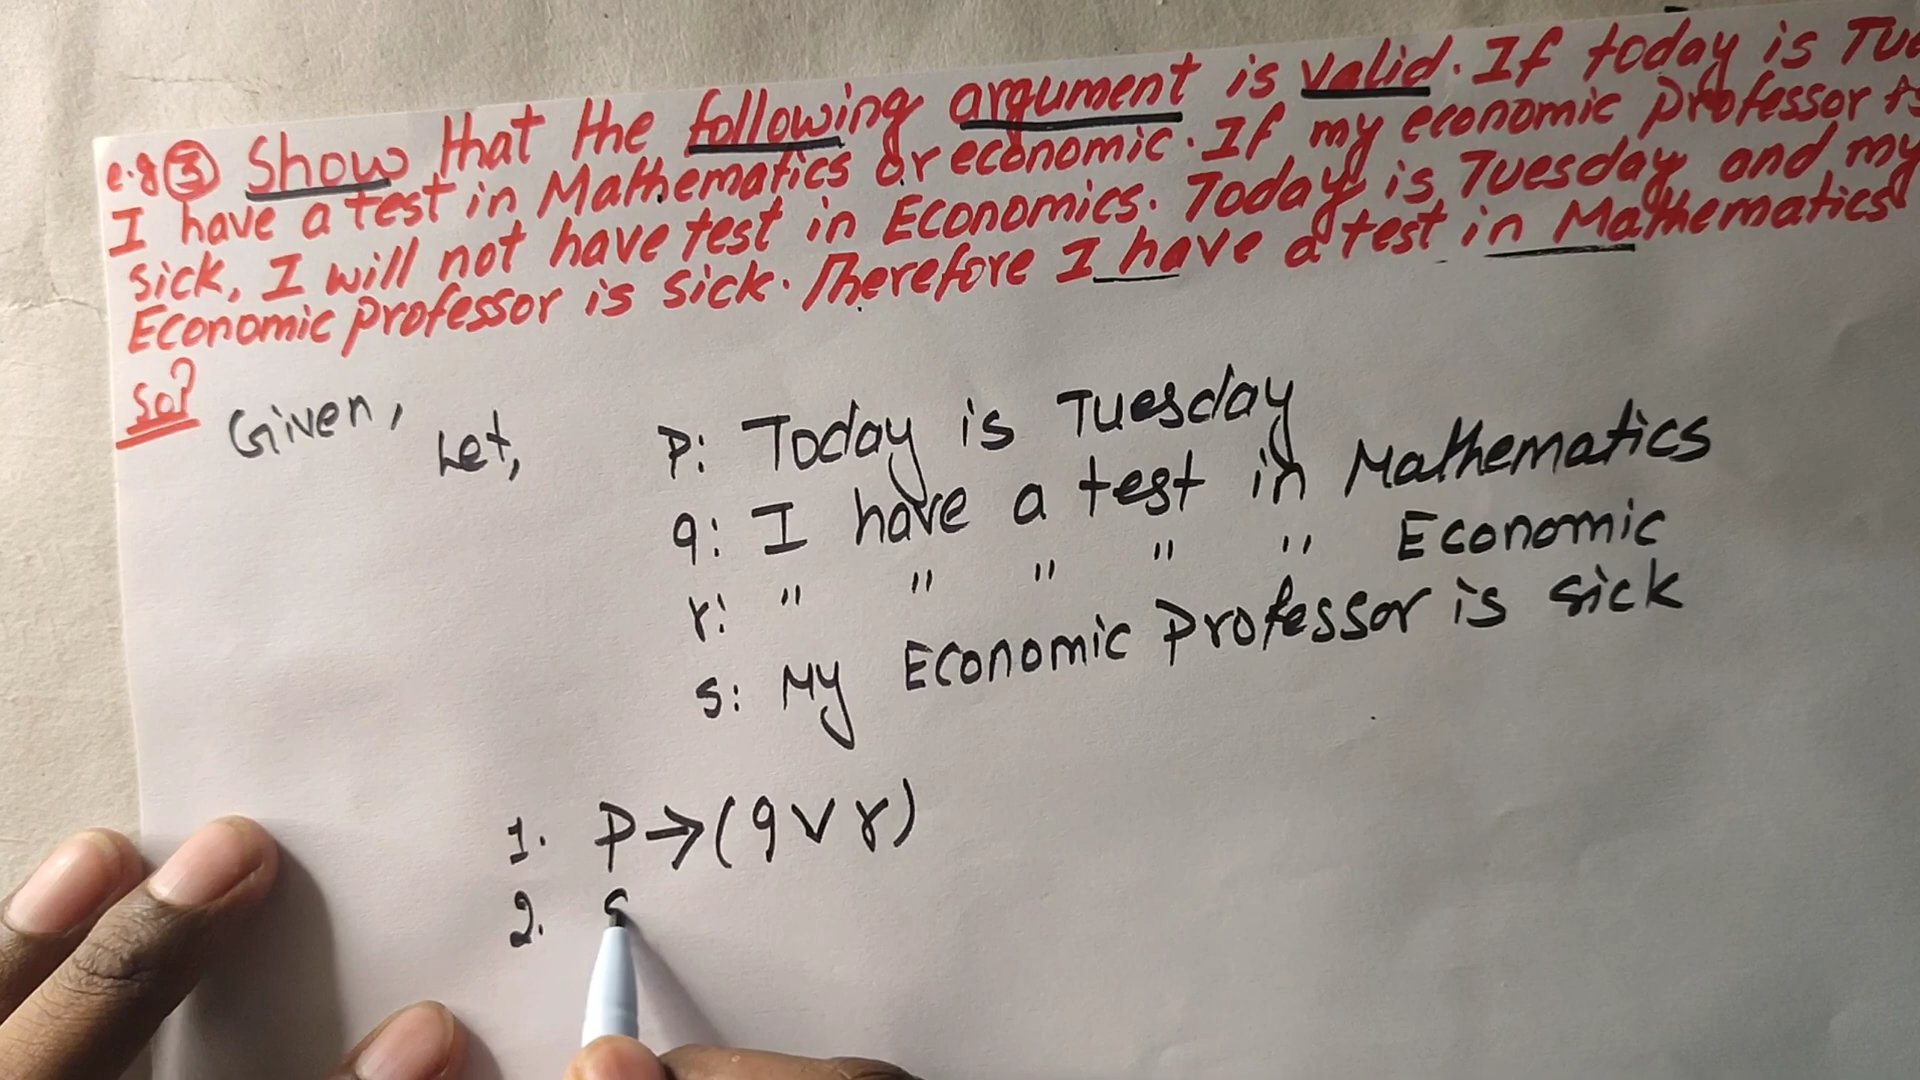 e.g ③ Show that the following argument is valid. If today is Tue
I have a test in Mathematics or economic. If my economic professor is
sick, I will not have test in Economics. Today is Tuesday and my
Economic professor is sick. Therefore I have a test in Mathematics
Given, Let, p: Today is Tuesday
q: I have a test in Mathematics
r: " " " " " Economic
s: My Economic Professor is sick
1. P→(q∨r)
2. s